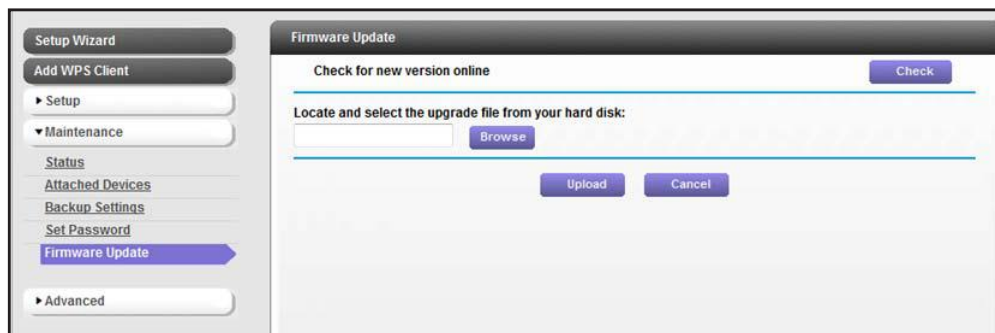 Setup Wizard
Add WPS Client
Setup
Maintenance
Status
Attached Devices
Backup Settings
Set Password
Firmware Update
Advanced
Firmware Update
Check for new version online
Check
Locate and select the upgrade file from your hard disk:
Browse
Upload
Cancel